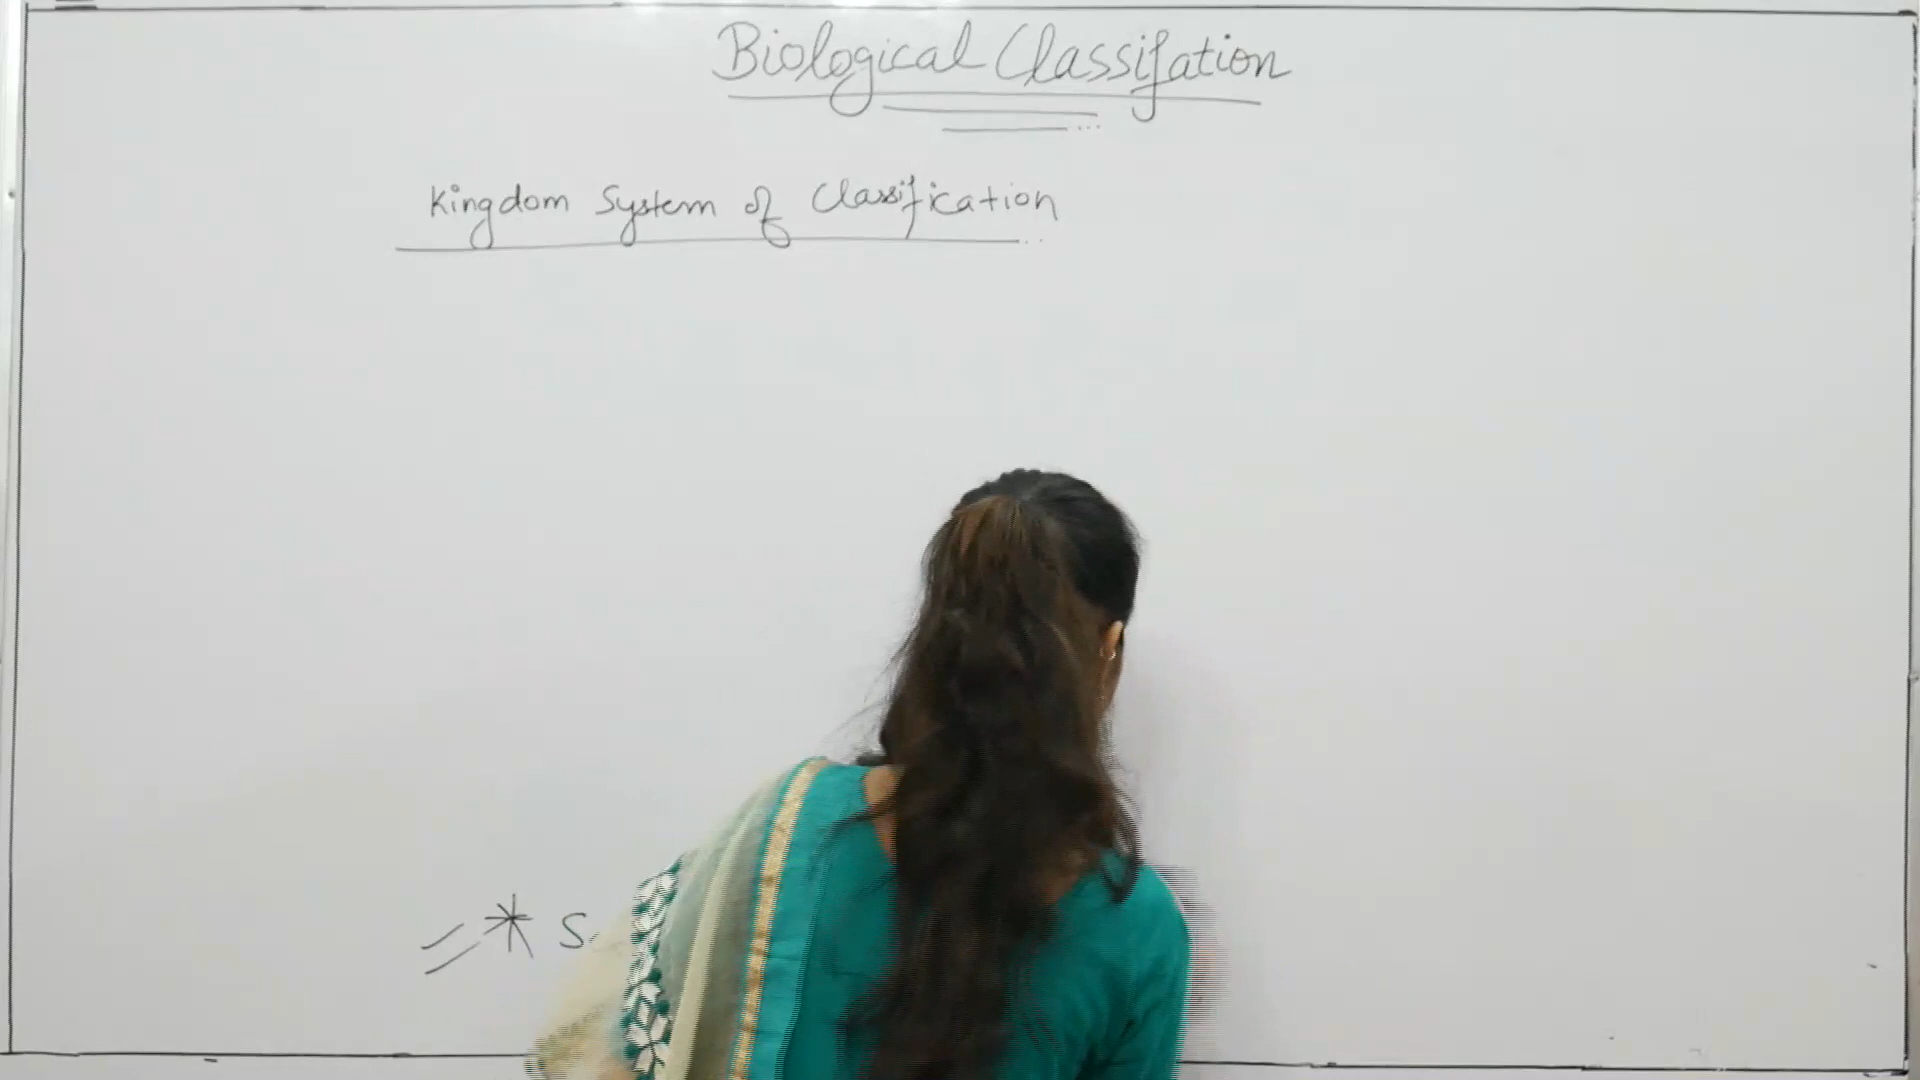 Biological Classifation
Kingdom System of Classification
* S